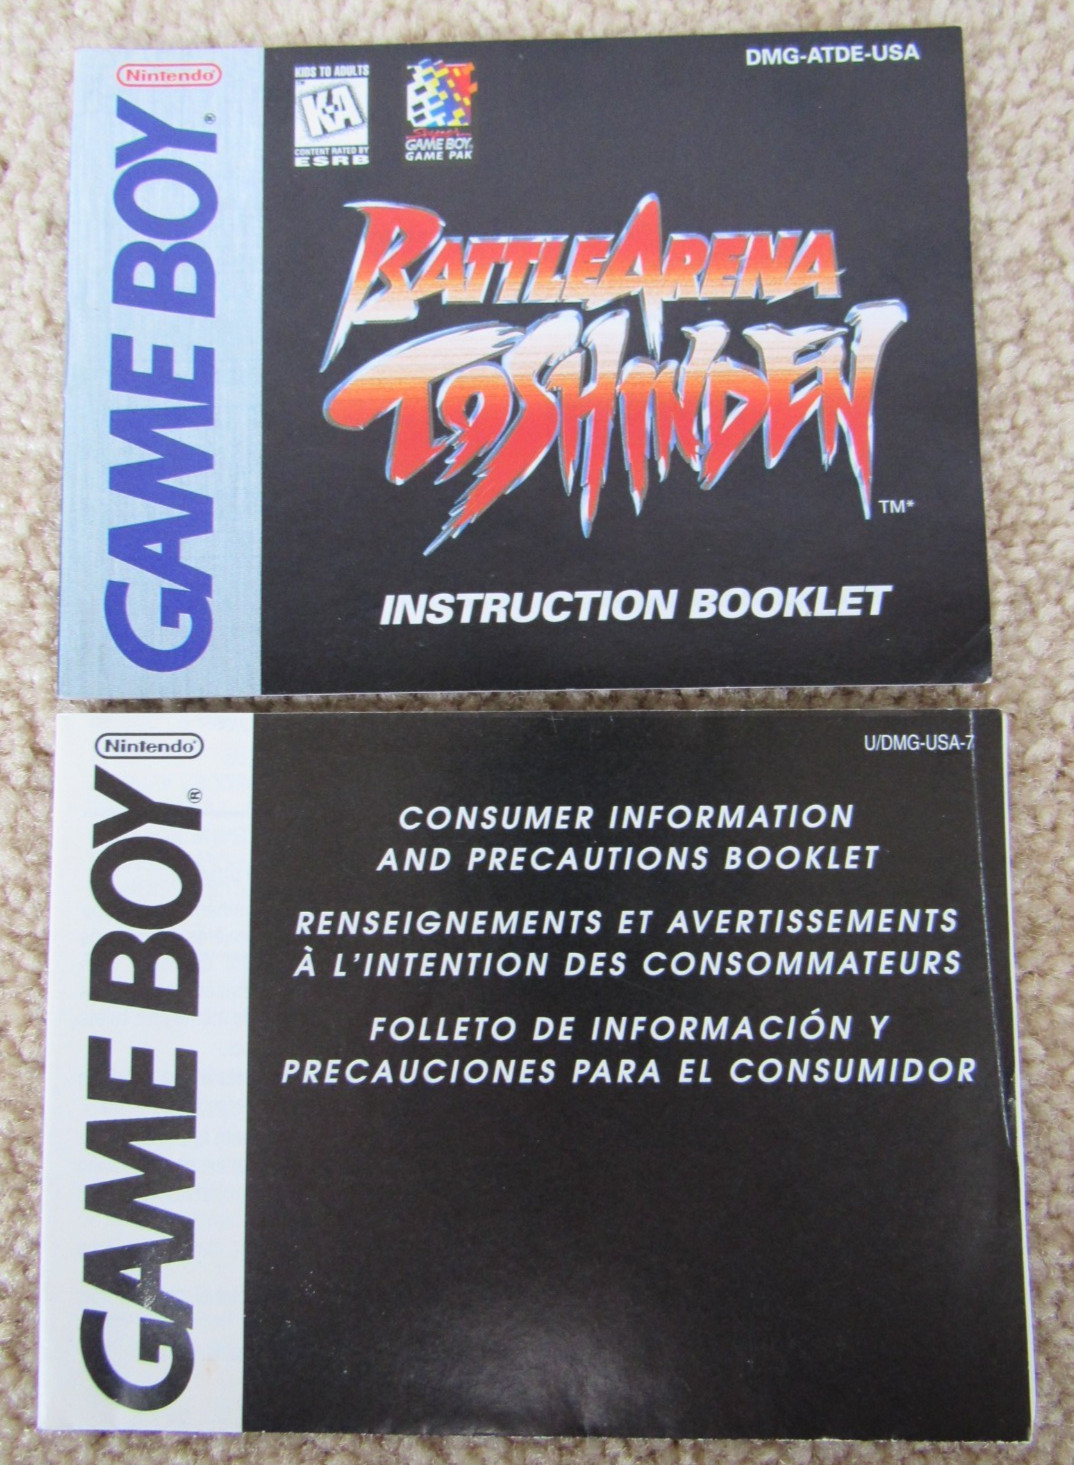 Nintendo®
GAME BOY®
KIDS TO ADULTS
KA
CONTENT RATED BY
ESRB
Super
GAME BOY®
GAME PAK
DMG-ATDE-USA
BATTLE ARENA
TOSHINDEN
TM*
INSTRUCTION BOOKLET
Nintendo®
GAME BOY®
U/DMG-USA-7
CONSUMER INFORMATION
AND PRECAUTIONS BOOKLET
RENSEIGNEMENTS ET AVERTISSEMENTS
À L'INTENTION DES CONSOMMATEURS
FOLLETO DE INFORMACIÓN Y
PRECAUCIONES PARA EL CONSUMIDOR